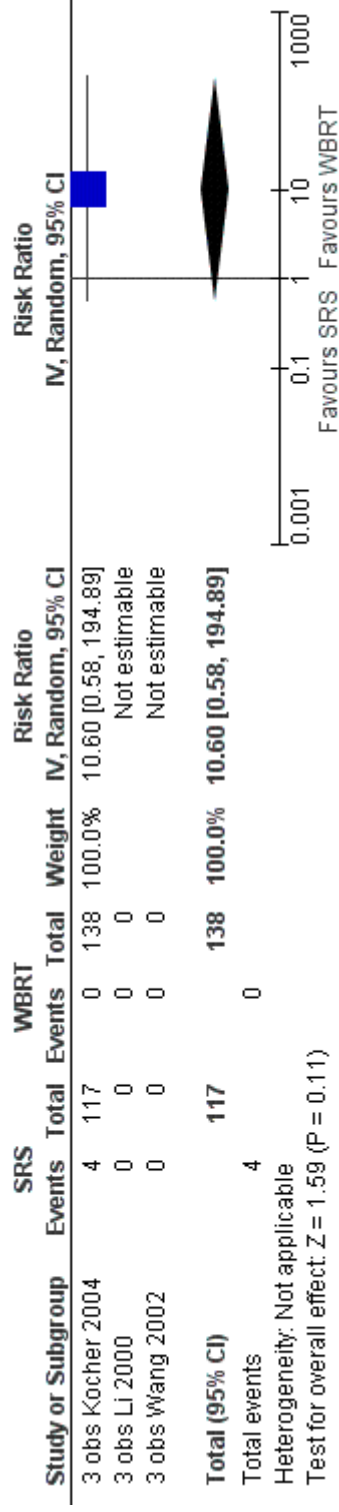 SRS WBRT Risk Ratio Risk Ratio
Study or Subgroup Events Total Events Total Weight IV, Random, 95% CI IV, Random, 95% CI
3 obs Kocher 2004 4 117 0 138 100.0% 10.60 [0.58, 194.89]
3 obs Li 2000 0 0 0 0 Not estimable
3 obs Wang 2002 0 0 0 0 Not estimable
Total (95% CI) 117 138 100.0% 10.60 [0.58, 194.89]
Total events 4 0
Heterogeneity: Not applicable
Test for overall effect: Z = 1.59 (P = 0.11)
0.001 0.1 1 10 1000
Favours SRS Favours WBRT